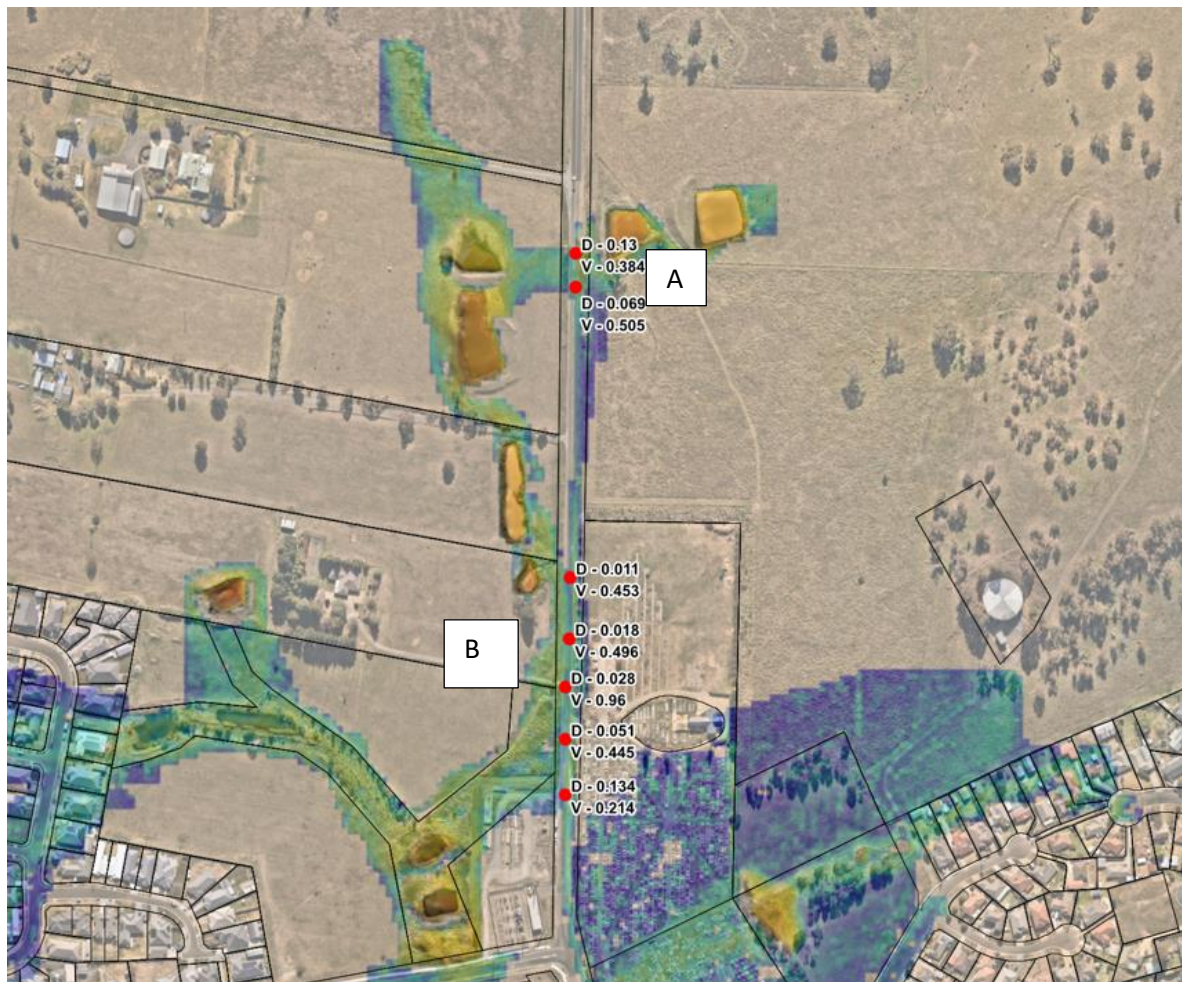 D - 0.13
V - 0.384
A
D - 0.069
V - 0.505
D - 0.011
V - 0.453
D - 0.018
V - 0.496
B
D - 0.028
V - 0.96
D - 0.051
V - 0.445
D - 0.134
V - 0.214